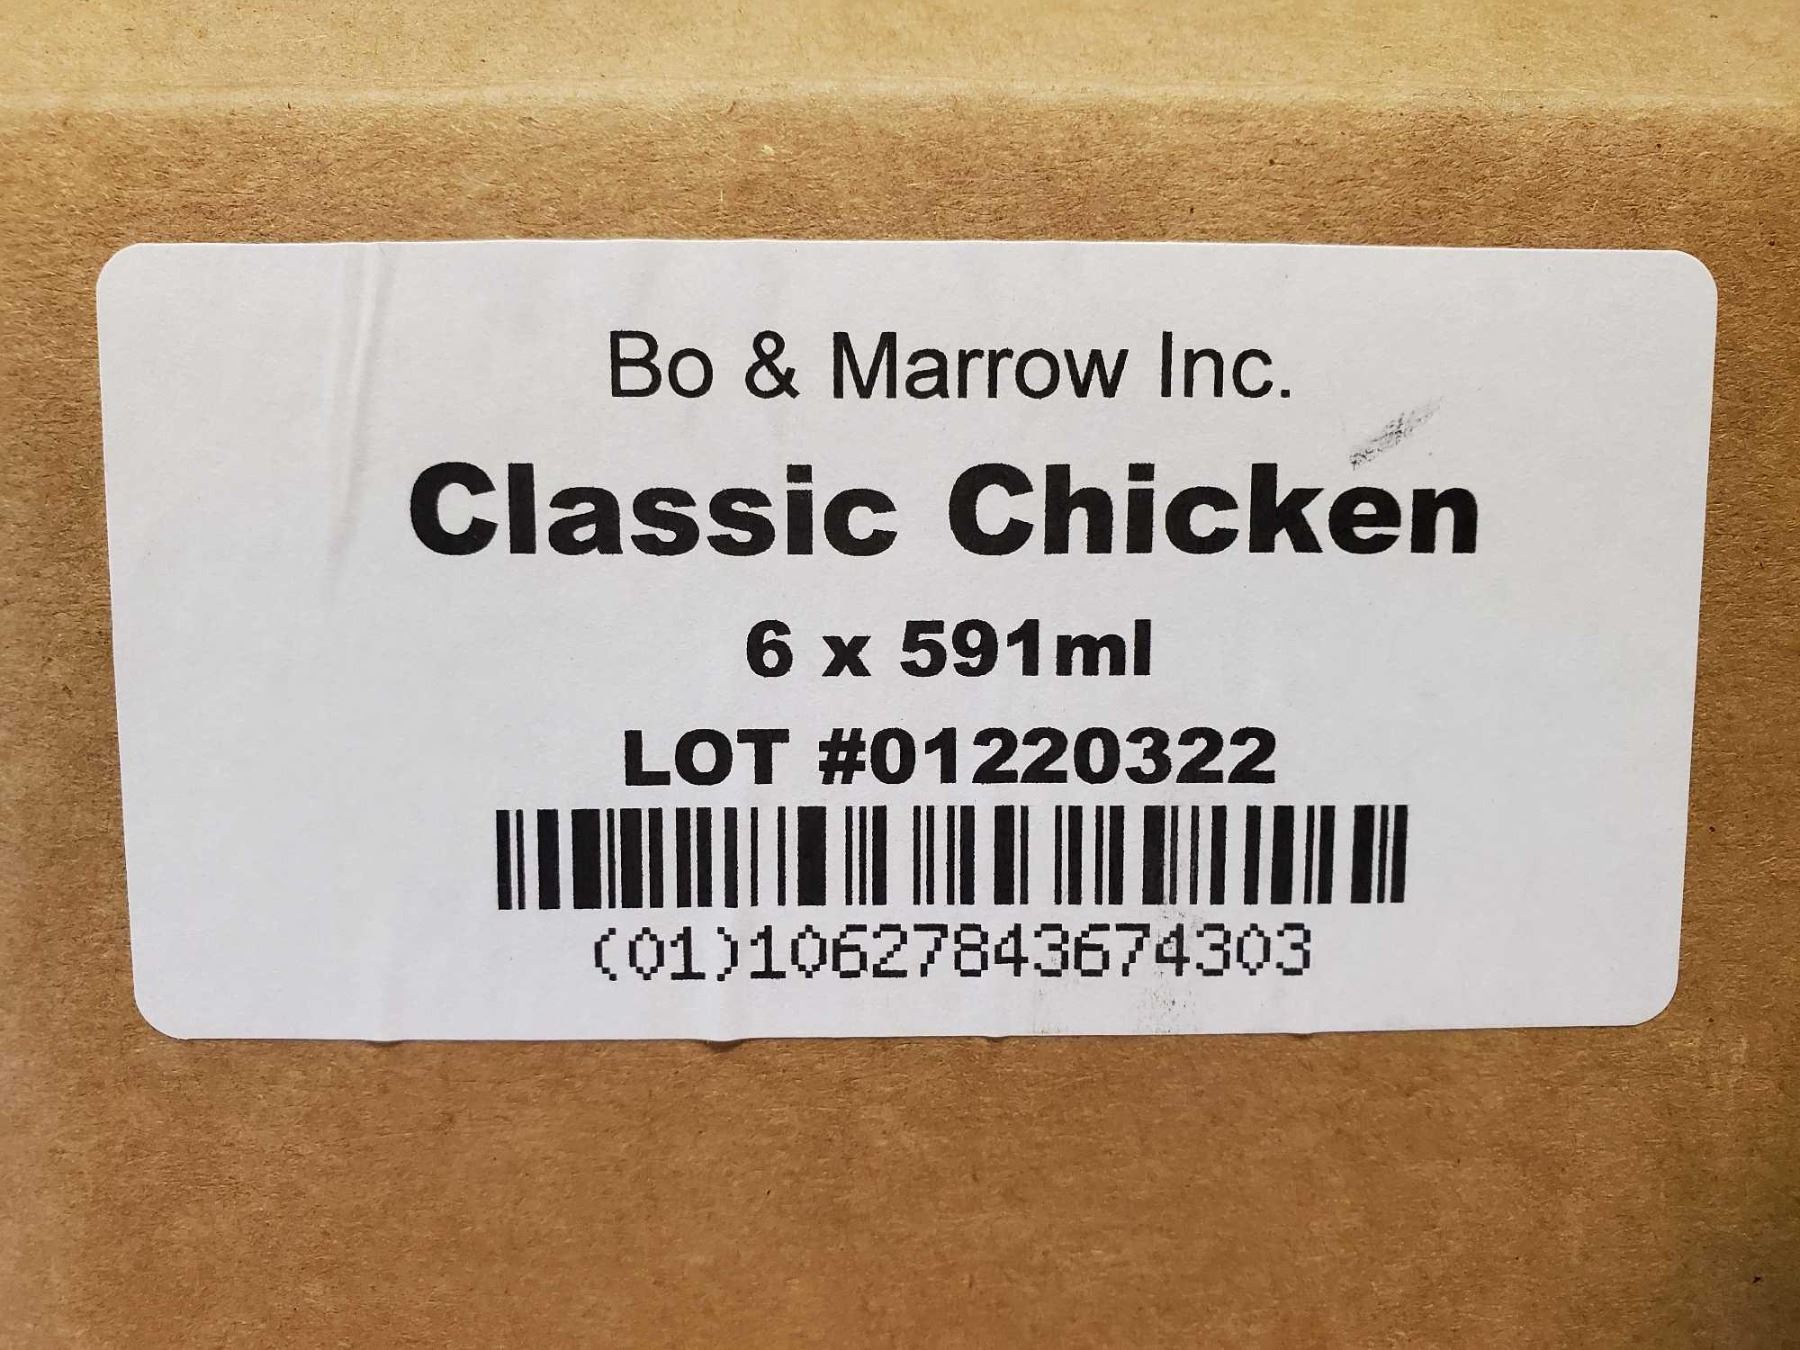 Bo & Marrow Inc.
Classic Chicken
6 x 591ml
LOT #01220322
(01)10627843674303